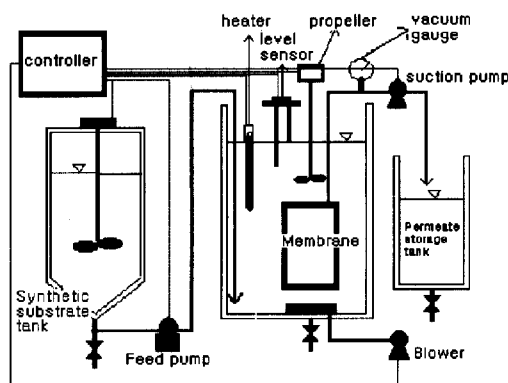 heater
level
sensor
propeller
vacuum
gauge
controller
suction pump
Membrane
Permeate
storage
tank
Synthetic
substrate
tank
Feed pump
Blower